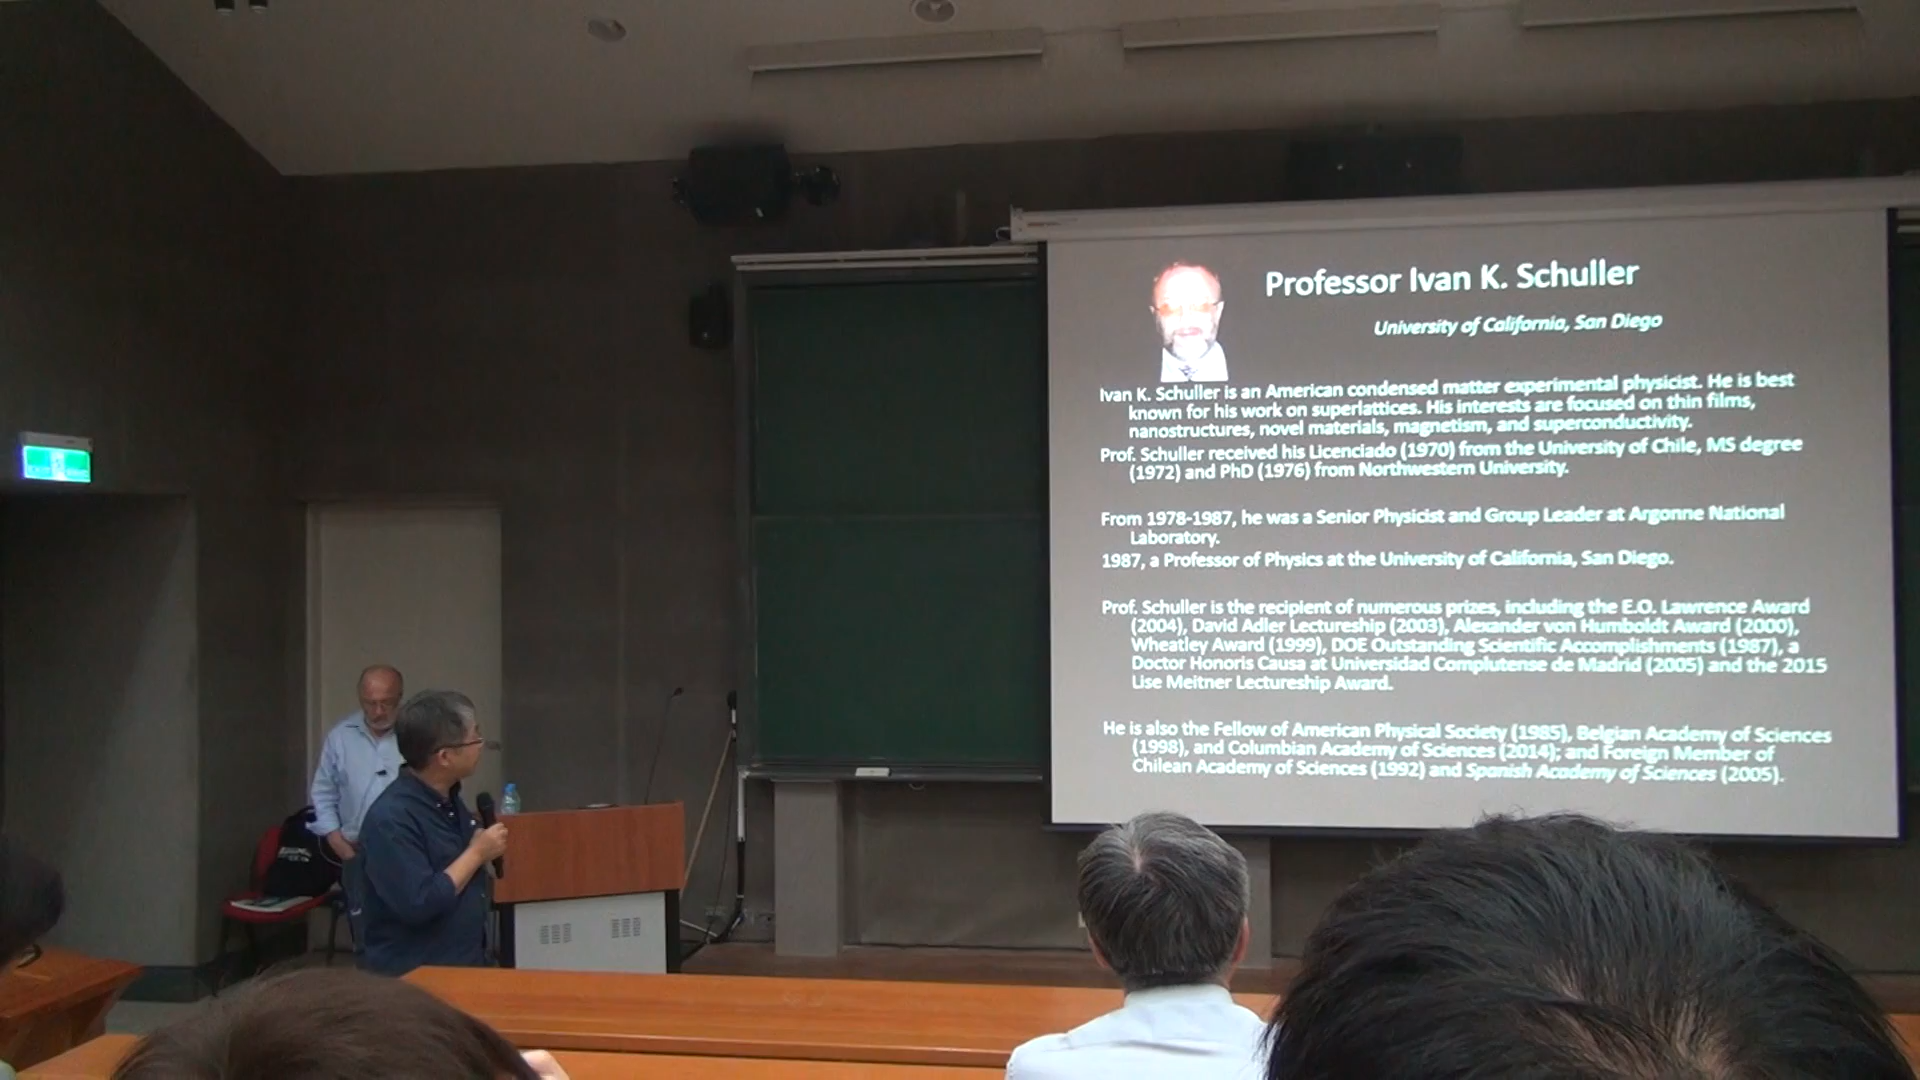 Professor Ivan K. Schuller
University of California, San Diego
Ivan K. Schuller is an American condensed matter experimental physicist. He is best
known for his work on superlattices. His interests are focused on thin films,
nanostructures, novel materials, magnetism, and superconductivity.
Prof. Schuller received his Licenciado (1970) from the University of Chile, MS degree
(1972) and PhD (1976) from Northwestern University.
From 1978-1987, he was a Senior Physicist and Group Leader at Argonne National
Laboratory.
1987, a Professor of Physics at the University of California, San Diego.
Prof. Schuller is the recipient of numerous prizes, including the E.O. Lawrence Award
(2004), David Adler Lectureship (2003), Alexander von Humboldt Award (2000),
Wheatley Award (1999), DOE Outstanding Scientific Accomplishments (1987), a
Doctor Honoris Causa at Universidad Complutense de Madrid (2005) and the 2015
Lise Meitner Lectureship Award.
He is also the Fellow of American Physical Society (1985), Belgian Academy of Sciences
(1998), and Columbian Academy of Sciences (2014); and Foreign Member of
Chilean Academy of Sciences (1992) and Spanish Academy of Sciences (2005).